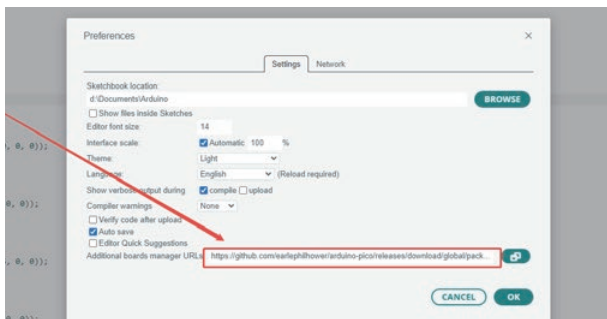 Preferences
Settings Network
Sketchbook location:
d:\Documents\Arduino BROWSE
Show files inside Sketches
Editor font size: 14
Interface scale: Automatic 100 %
Theme: Light
Language: English (Reload required)
Show verbose output during compile upload
Compiler warnings None
Verify code after upload
Auto save
Editor Quick Suggestions
Additional boards manager URLs: https://github.com/earlephilhower/arduino-pico/releases/download/global/pack...
CANCEL OK
, 0, 0));
0, 0));
, 0, 0));